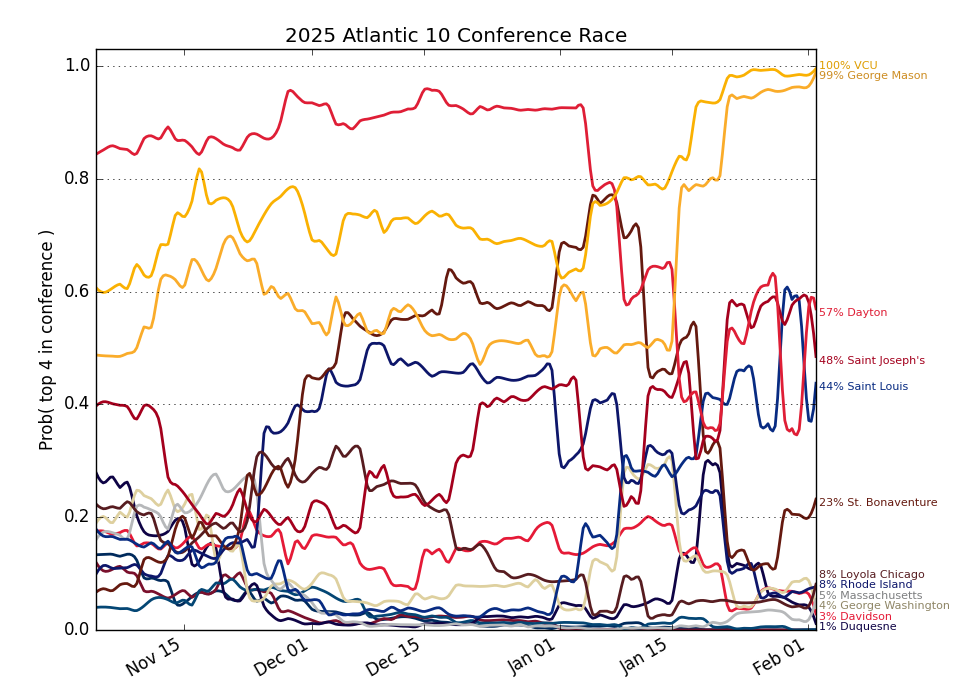 2025 Atlantic 10 Conference Race
Prob( top 4 in conference )
1.0
0.8
0.6
0.4
0.2
0.0
Nov 15
Dec 01
Dec 15
Jan 01
Jan 15
Feb 01
100% VCU
99% George Mason
57% Dayton
48% Saint Joseph's
44% Saint Louis
23% St. Bonaventure
8% Loyola Chicago
8% Rhode Island
5% Massachusetts
4% George Washington
3% Davidson
1% Duquesne